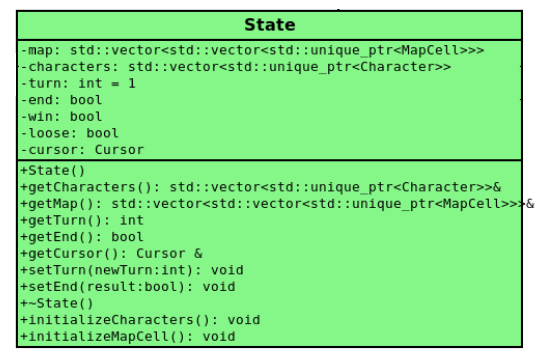 State
-map: std::vector<std::vector<std::unique_ptr<MapCell>>>
-characters: std::vector<std::unique_ptr<Character>>
-turn: int = 1
-end: bool
-win: bool
-loose: bool
-cursor: Cursor
+State()
+getCharacters(): std::vector<std::unique_ptr<Character>>&
+getMap(): std::vector<std::vector<std::unique_ptr<MapCell>>>&
+getTurn(): int
+getEnd(): bool
+getCursor(): Cursor &
+setTurn(newTurn:int): void
+setEnd(result:bool): void
+~State()
+initializeCharacters(): void
+initializeMapCell(): void